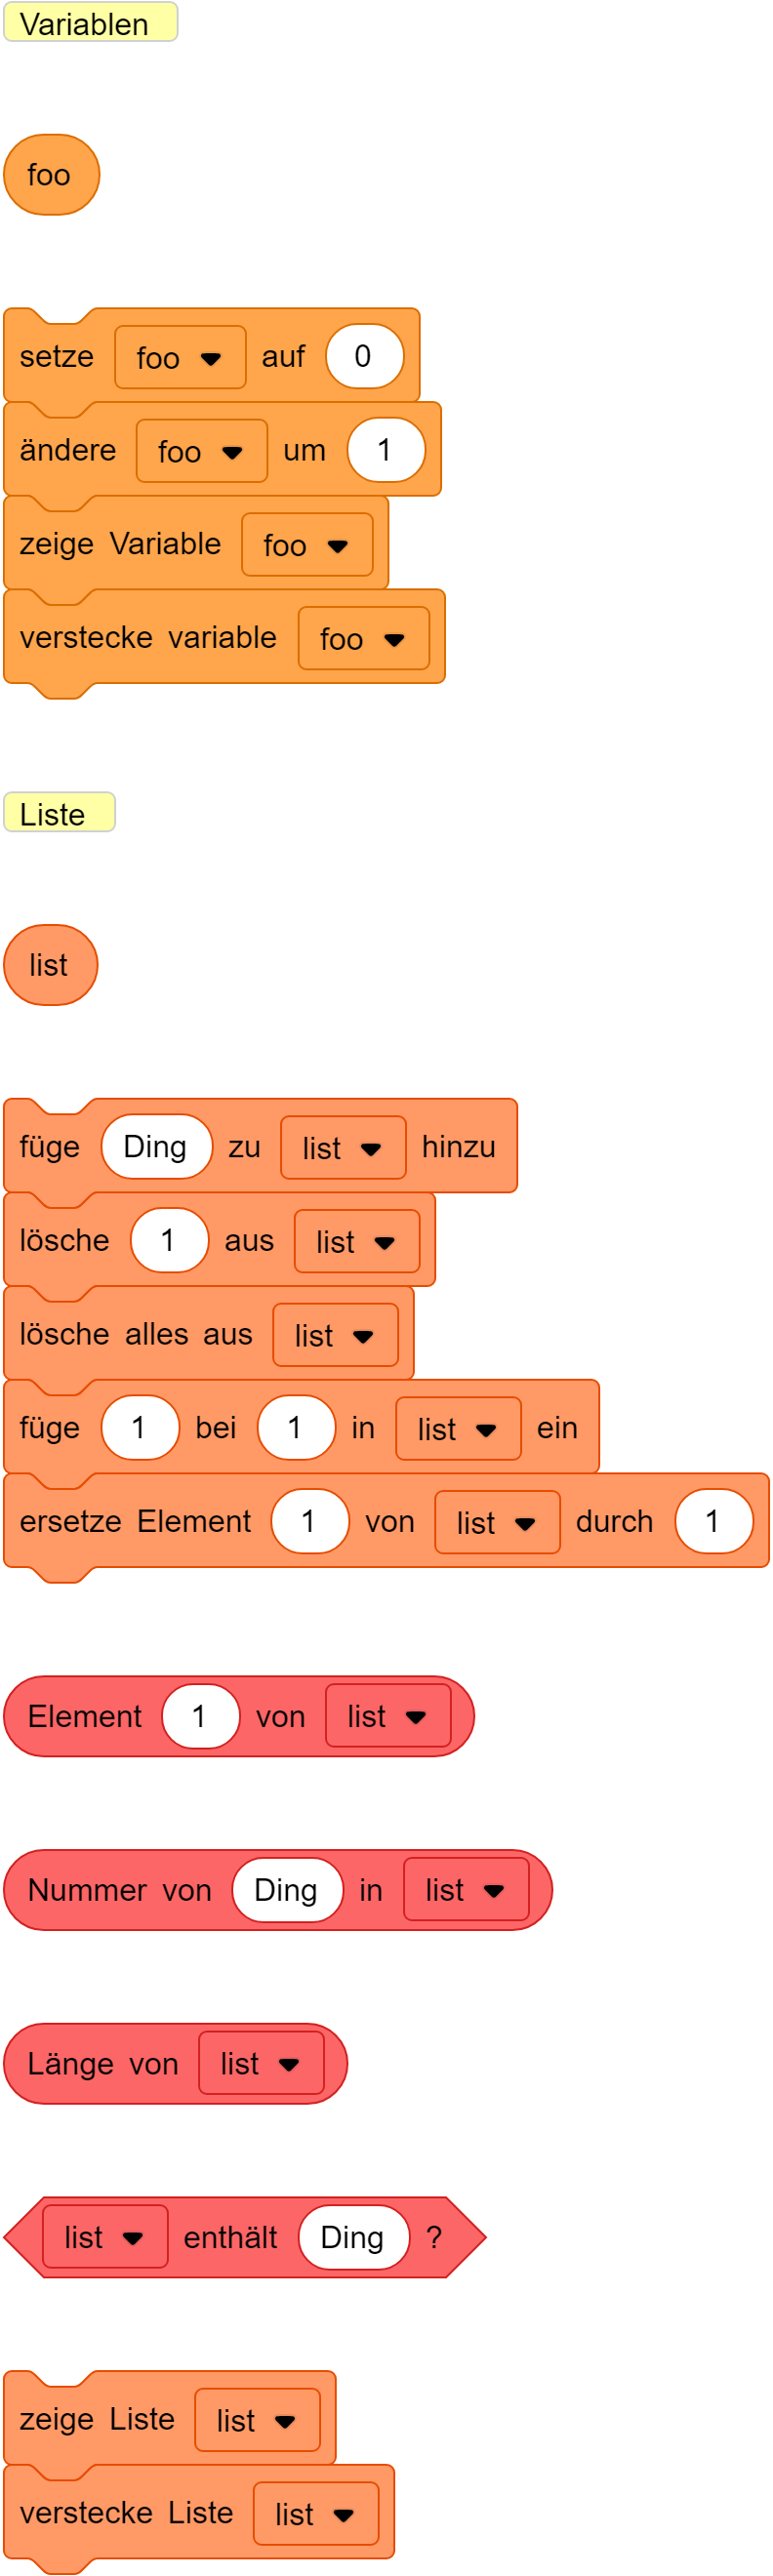 Variablen
foo
setze foo auf 0
ändere foo um 1
zeige Variable foo
verstecke variable foo
Liste
list
füge Ding zu list hinzu
lösche 1 aus list
lösche alles aus list
füge 1 bei 1 in list ein
ersetze Element 1 von list durch 1
Element 1 von list
Nummer von Ding in list
Länge von list
list enthält Ding ?
zeige Liste list
verstecke Liste list